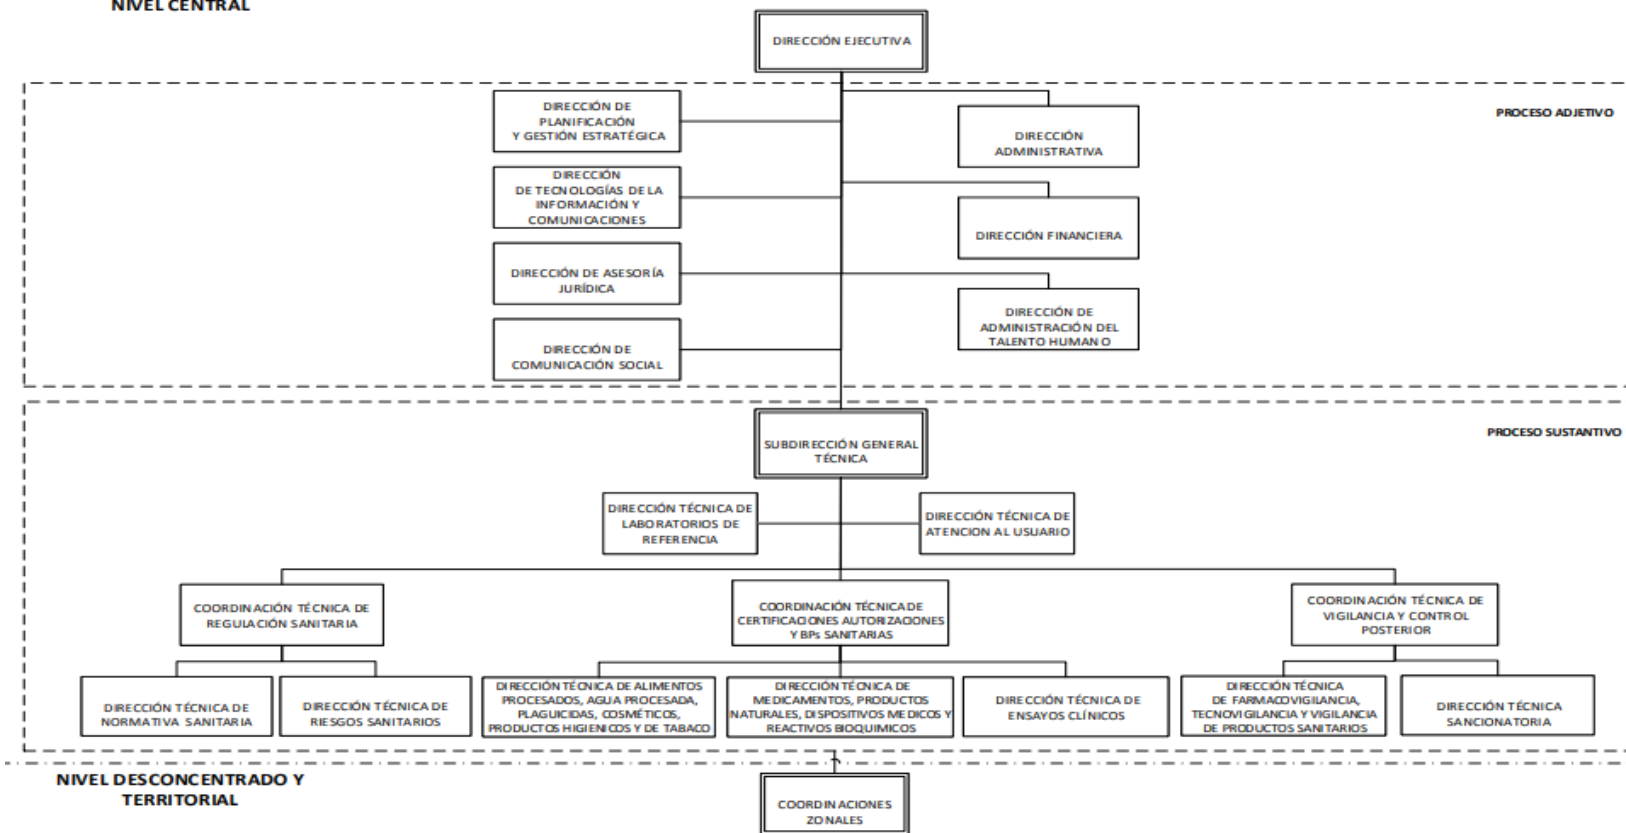 NIVEL CENTRAL
DIRECCIÓN EJECUTIVA
PROCESO ADJETIVO
DIRECCIÓN DE
PLANIFICACIÓN
Y GESTIÓN ESTRATÉGICA
DIRECCIÓN
ADMINISTRATIVA
DIRECCIÓN
DE TECNOLOGÍAS DE LA
INFORMACIÓN Y
COMUNICACIONES
DIRECCIÓN FINANCIERA
DIRECCIÓN DE ASESORÍA
JURÍDICA
DIRECCIÓN DE
ADMINISTRACIÓN DEL
TALENTO HUMANO
DIRECCIÓN DE
COMUNICACIÓN SOCIAL
PROCESO SUSTANTIVO
SUBDIRECCIÓN GENERAL
TÉCNICA
DIRECCIÓN TÉCNICA DE
LABORATORIOS DE
REFERENCIA
DIRECCIÓN TÉCNICA DE
ATENCION AL USUARIO
COORDINACIÓN TÉCNICA DE
REGULACIÓN SANITARIA
COORDINACIÓN TÉCNICA DE
CERTIFICACIONES AUTORIZACIONES
Y BPs SANITARIAS
COORDINACIÓN TÉCNICA DE
VIGILANCIA Y CONTROL
POSTERIOR
DIRECCIÓN TÉCNICA DE
NORMATIVA SANITARIA
DIRECCIÓN TÉCNICA DE
RIESGOS SANITARIOS
DIRECCIÓN TÉCNICA DE ALIMENTOS
PROCESADOS, AGUA PROCESADA,
PLAGUICIDAS, COSMÉTICOS,
PRODUCTOS HIGIENICOS Y DE TABACO
DIRECCIÓN TÉCNICA DE
MEDICAMENTOS, PRODUCTOS
NATURALES, DISPOSITIVOS MEDICOS Y
REACTIVOS BIOQUIMICOS
DIRECCIÓN TÉCNICA DE
ENSAYOS CLÍNICOS
DIRECCIÓN TÉCNICA
DE FARMACOVIGILANCIA,
TECNOVIGILANCIA Y VIGILANCIA
DE PRODUCTOS SANITARIOS
DIRECCIÓN TÉCNICA
SANCIONATORIA
NIVEL DESCONCENTRADO Y
TERRITORIAL
COORDINACIONES
ZONALES